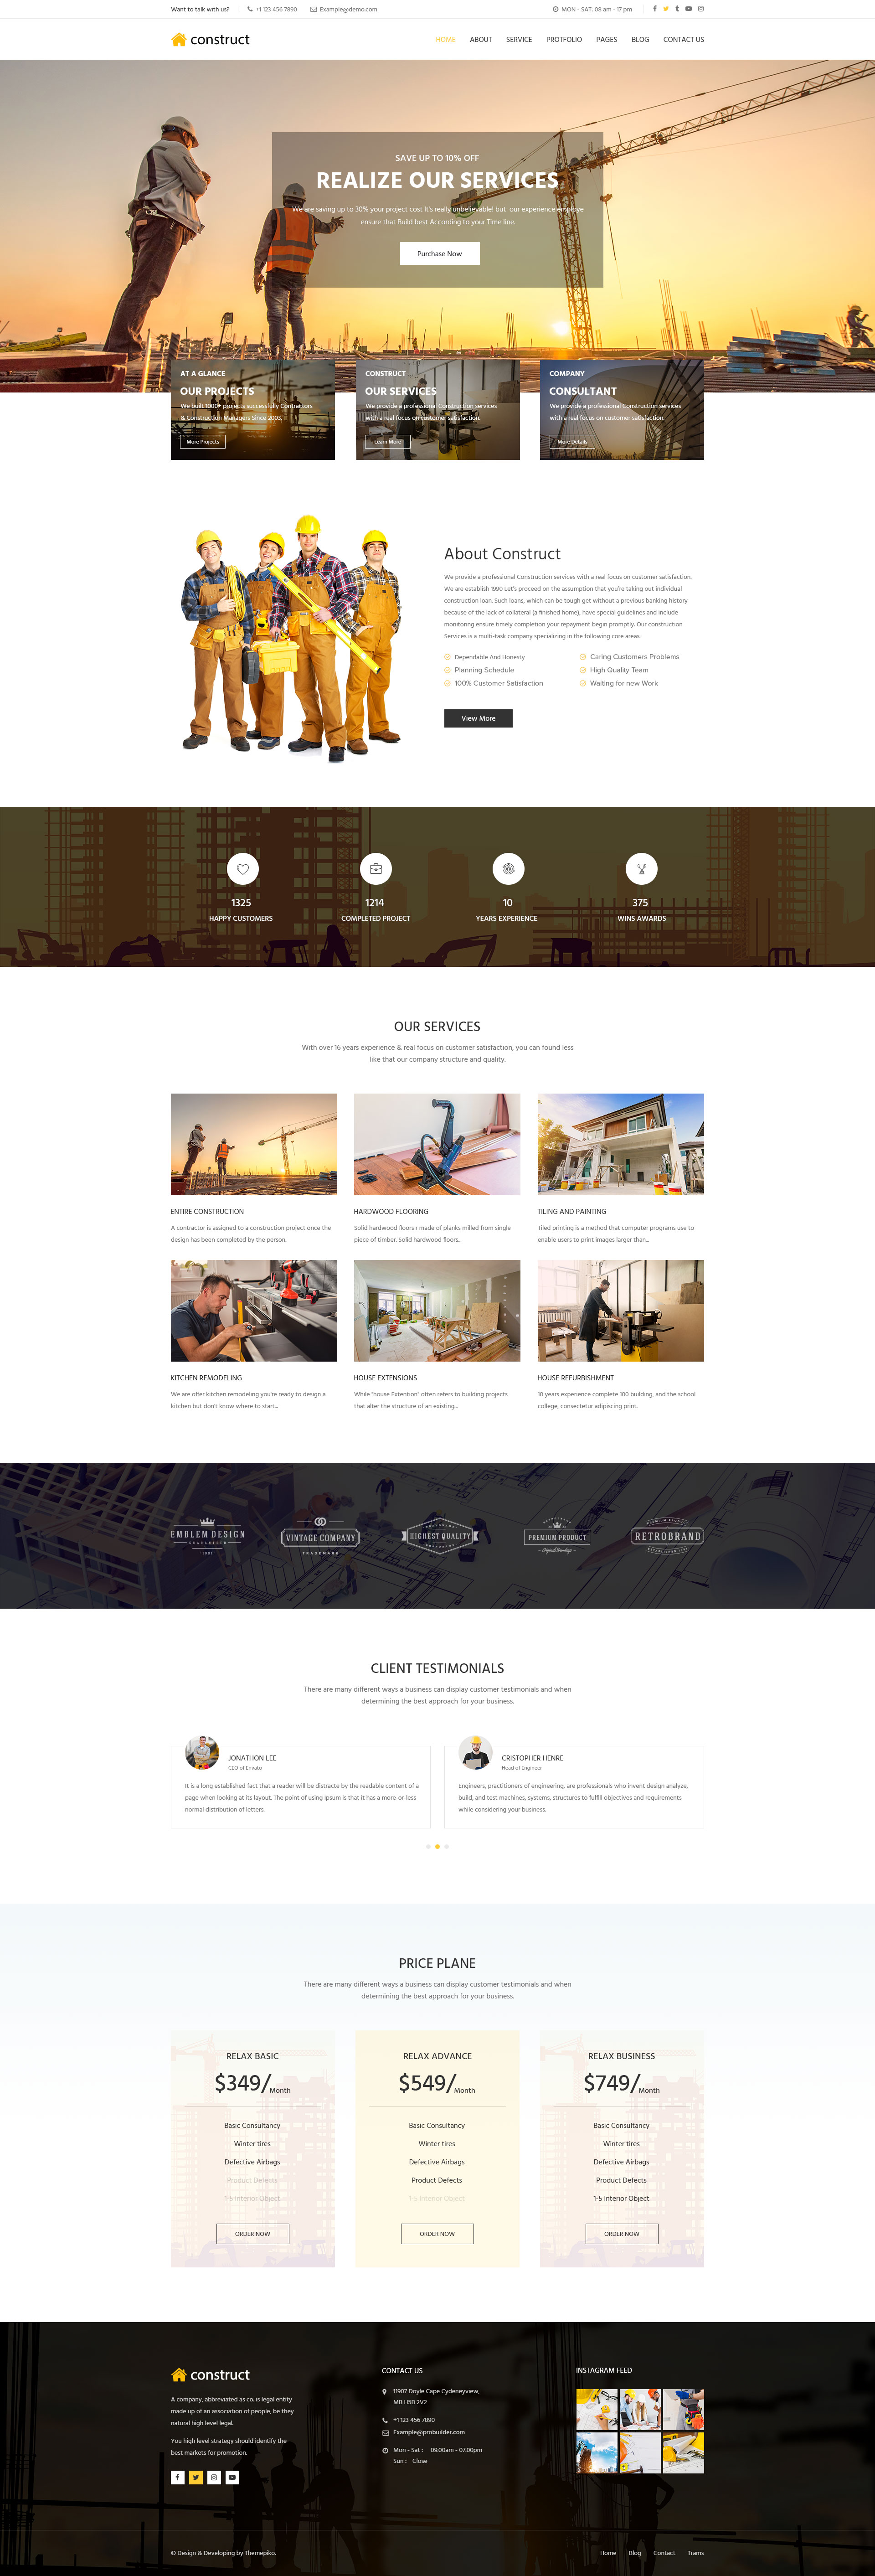 Want to talk with us?
+1 123 456 7890
Example@demo.com
MON - SAT: 08 am - 17 pm
construct
HOME ABOUT SERVICE PROTFOLIO PAGES BLOG CONTACT US
SAVE UP TO 10% OFF
REALIZE OUR SERVICES
We are saving up to 30% your project cost It's really unbelievable! but our experience employe
ensure that Build best According to your Time line.
Purchase Now
AT A GLANCE
OUR PROJECTS
We built 1000+ projects successfully Contractors
& Construction Managers Since 2003.
More Projects
CONSTRUCT
OUR SERVICES
We provide a professional Construction services
with a real focus on customer satisfaction.
Learn More
COMPANY
CONSULTANT
We provide a professional Construction services
with a real focus on customer satisfaction.
More Details
About Construct
We provide a professional Construction services with a real focus on customer satisfaction.
We are establish 1990 Let's proceed on the assumption that you're taking out individual
construction loan. Such loans, which can be tough get without a previous banking history
because of the lack of collateral (a finished home), have special guidelines and include
monitoring ensure timely completion your repayment begin promptly. Our construction
Services is a multi-task company specializing in the following core areas.
Dependable And Honesty
Planning Schedule
100% Customer Satisfaction
Caring Customers Problems
High Quality Team
Waiting for new Work
View More
1325
HAPPY CUSTOMERS
1214
COMPLETED PROJECT
10
YEARS EXPERIENCE
375
WINS AWARDS
OUR SERVICES
With over 16 years experience & real focus on customer satisfaction, you can found less
like that our company structure and quality.
ENTIRE CONSTRUCTION
A contractor is assigned to a construction project once the
design has been completed by the person.
HARDWOOD FLOORING
Solid hardwood floors r made of planks milled from single
piece of timber. Solid hardwood floors..
TILING AND PAINTING
Tiled printing is a method that computer programs use to
enable users to print images larger than...
KITCHEN REMODELING
We are offer kitchen remodeling you're ready to design a
kitchen but don't know where to start...
HOUSE EXTENSIONS
While "house Extention" often refers to building projects
that alter the structure of an existing...
HOUSE REFURBISHMENT
10 years experience complete 100 building, and the school
college, consectetur adipiscing print.
EMBLEM DESIGN
GUARANTEED
VINTAGE COMPANY
TRADEMARK
HIGHEST QUALITY
PREMIUM PRODUCT
Original Branding
PREMIUM PRODUCT
RETROBRAND
CLIENT TESTIMONIALS
There are many different ways a business can display customer testimonials and when
determining the best approach for your business.
JONATHON LEE
CEO of Envato
It is a long established fact that a reader will be distracte by the readable content of a
page when looking at its layout. The point of using Ipsum is that it has a more-or-less
normal distribution of letters.
CRISTOPHER HENRE
Head of Engineer
Engineers, practitioners of engineering, are professionals who invent design analyze,
build, and test machines, systems, structures to fulfill objectives and requirements
while considering your business.
PRICE PLANE
There are many different ways a business can display customer testimonials and when
determining the best approach for your business.
RELAX BASIC
$349/Month
Basic Consultancy
Winter tires
Defective Airbags
Product Defects
1-5 Interior Object
ORDER NOW
RELAX ADVANCE
$549/Month
Basic Consultancy
Winter tires
Defective Airbags
Product Defects
1-5 Interior Object
ORDER NOW
RELAX BUSINESS
$749/Month
Basic Consultancy
Winter tires
Defective Airbags
Product Defects
1-5 Interior Object
ORDER NOW
construct
A company, abbreviated as co. is legal entity
made up of an association of people, be they
natural high level legal.
You high level strategy should identify the
best markets for promotion.
CONTACT US
11907 Doyle Cape Cydeneyview,
MB H5B 2V2
+1 123 456 7890
Example@probuilder.com
Mon - Sat : 09.00am - 07.00pm
Sun : Close
INSTAGRAM FEED
© Design & Developing by Themepiko.
Home Blog Contact Trams